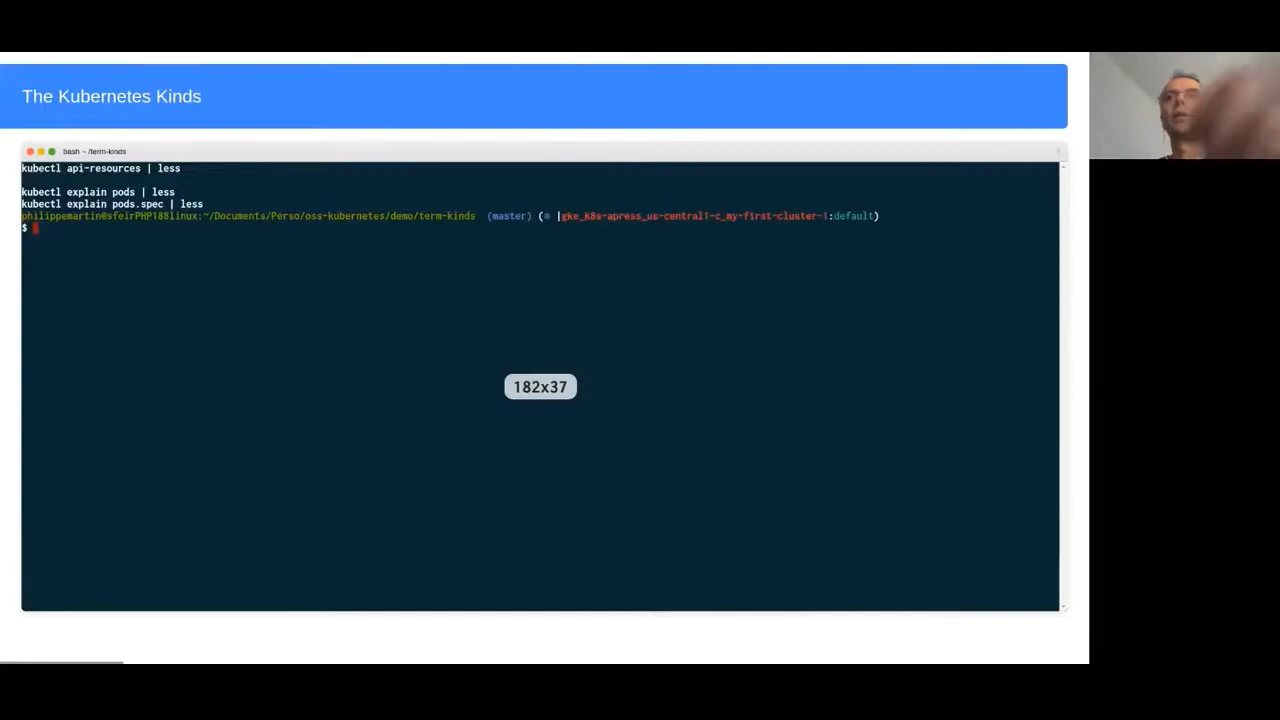 The Kubernetes Kinds
bash ~ /term-kinds
kubectl api-resources | less
kubectl explain pods | less
kubectl explain pods.spec | less
philippemartin@sfeirPHP188linux:~/Documents/Perso/oss-kubernetes/demo/term-kinds (master) (⎈ |gke_k8s-apress_us-central1-c_my-first-cluster-1:default)
$
182x37